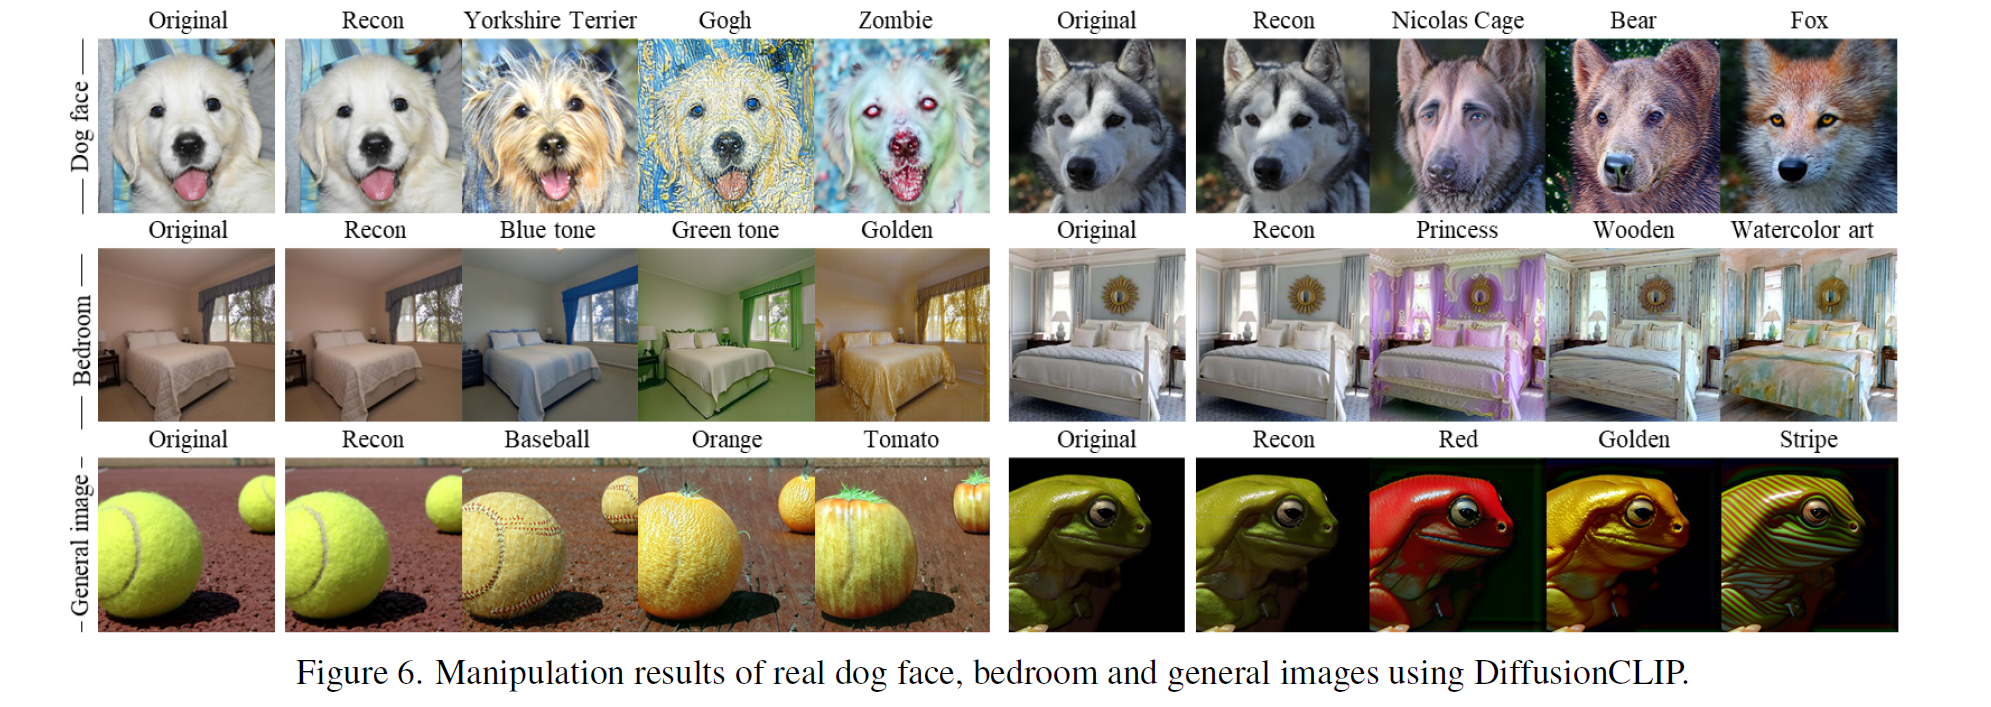 Original Recon Yorkshire Terrier Gogh Zombie Original Recon Nicolas Cage Bear Fox
Dog face
Original Recon Blue tone Green tone Golden Original Recon Princess Wooden Watercolor art
Bedroom
Original Recon Baseball Orange Tomato Original Recon Red Golden Stripe
General image
Figure 6. Manipulation results of real dog face, bedroom and general images using DiffusionCLIP.